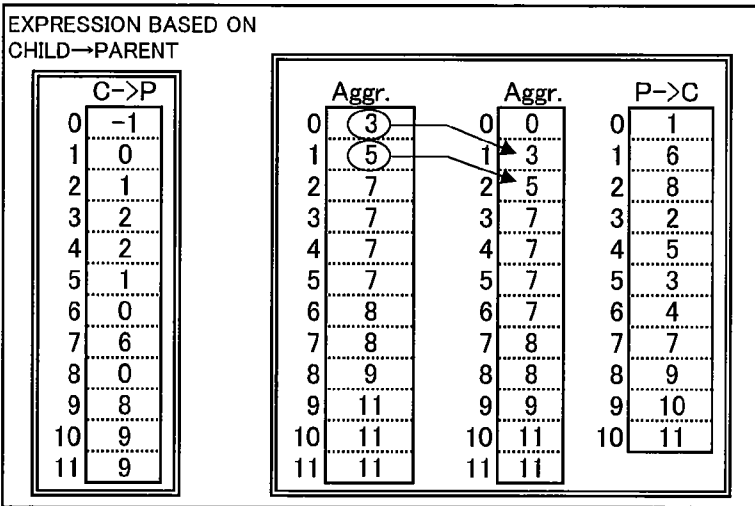 EXPRESSION BASED ON
CHILD→PARENT
C->P Aggr. Aggr. P->C
0 -1 0 3 0 0 0 1
1 0 1 5 1 3 1 6
2 1 2 7 2 5 2 8
3 2 3 7 3 7 3 2
4 2 4 7 4 7 4 5
5 1 5 7 5 7 5 3
6 0 6 8 6 7 6 4
7 6 7 8 7 8 7 7
8 0 8 9 8 8 8 9
9 8 9 11 9 9 9 10
10 9 10 11 10 11 10 11
11 9 11 11 11 11